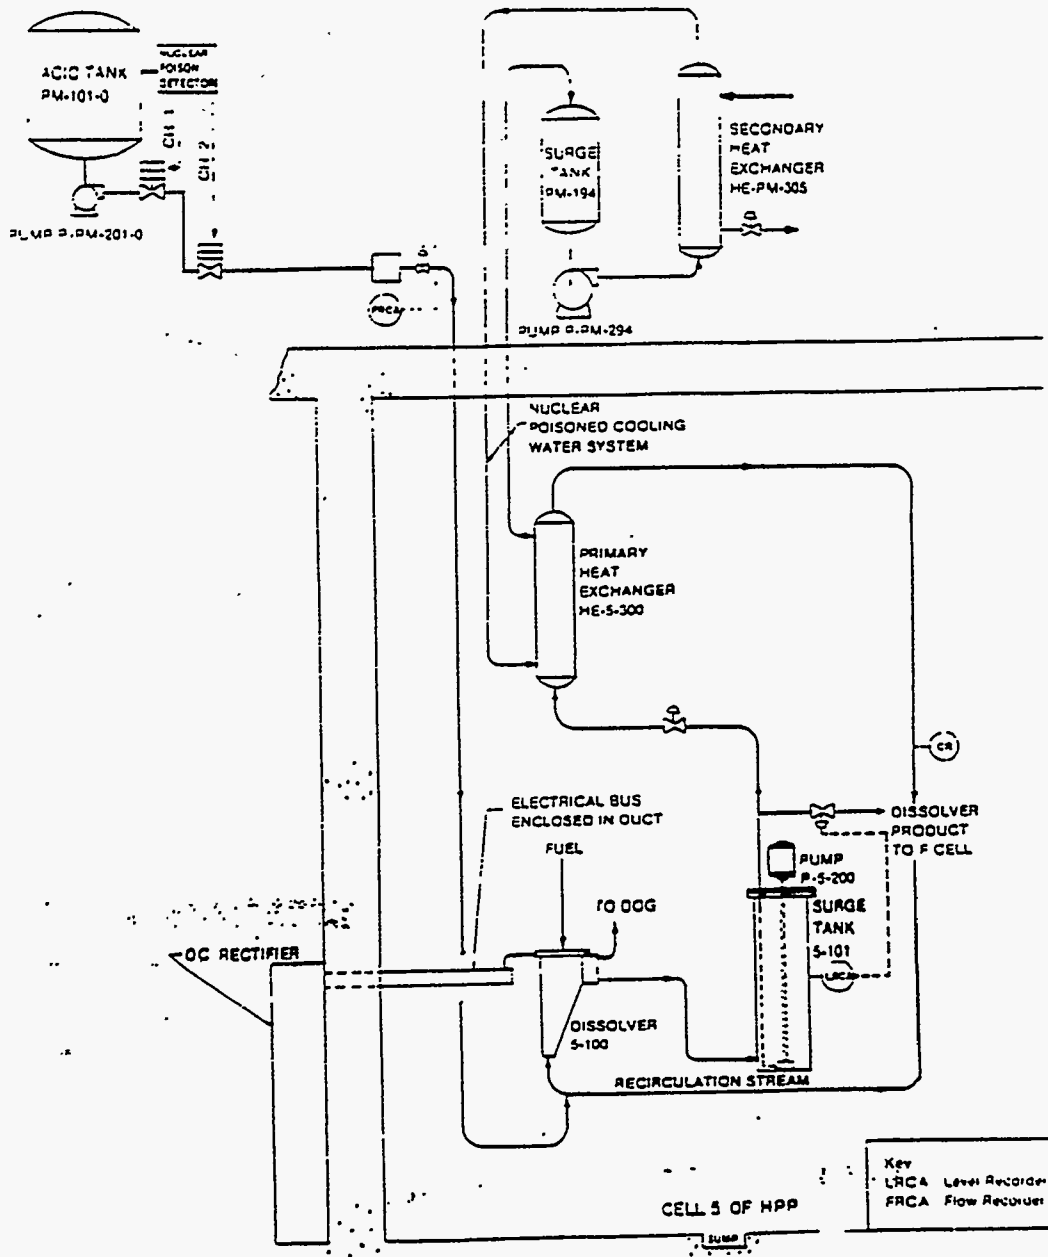 ACID TANK
PM-101-0
NUCLEAR
POISON
DETECTORS
CH 1
CH 2
PUMP P-PM-201-0
FRCA
SURGE
TANK
PM-194
PUMP P-PM-294
SECONDARY
HEAT
EXCHANGER
HE-PM-305
NUCLEAR
POISONED COOLING
WATER SYSTEM
PRIMARY
HEAT
EXCHANGER
HE-5-300
CR
ELECTRICAL BUS
ENCLOSED IN DUCT
FUEL
TO DOG
DISSOLVER
PRODUCT
TO F CELL
PUMP
P-5-200
SURGE
TANK
5-101
LRCA
DC RECTIFIER
DISSOLVER
5-100
RECIRCULATION STREAM
CELL 5 OF HPP
SUMP
Key
LRCA Level Recorder
FRCA Flow Recorder